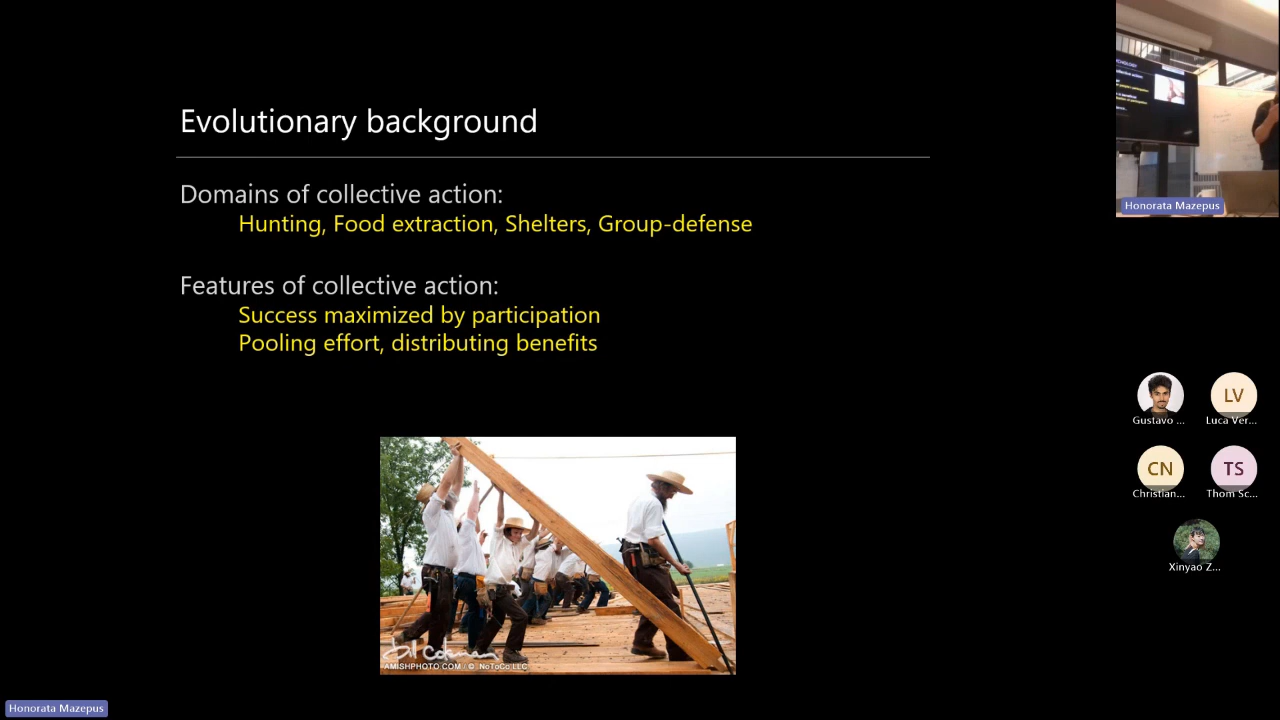 Evolutionary background
Domains of collective action:
Hunting, Food extraction, Shelters, Group-defense
Features of collective action:
Success maximized by participation
Pooling effort, distributing benefits
AMISHPHOTO.COM / © NoToCo LLC
Honorata Mazepus
Gustavo ...
LV
Luca Ver...
CN
Christian...
TS
Thom Sc...
Xinyao Z...
Honorata Mazepus